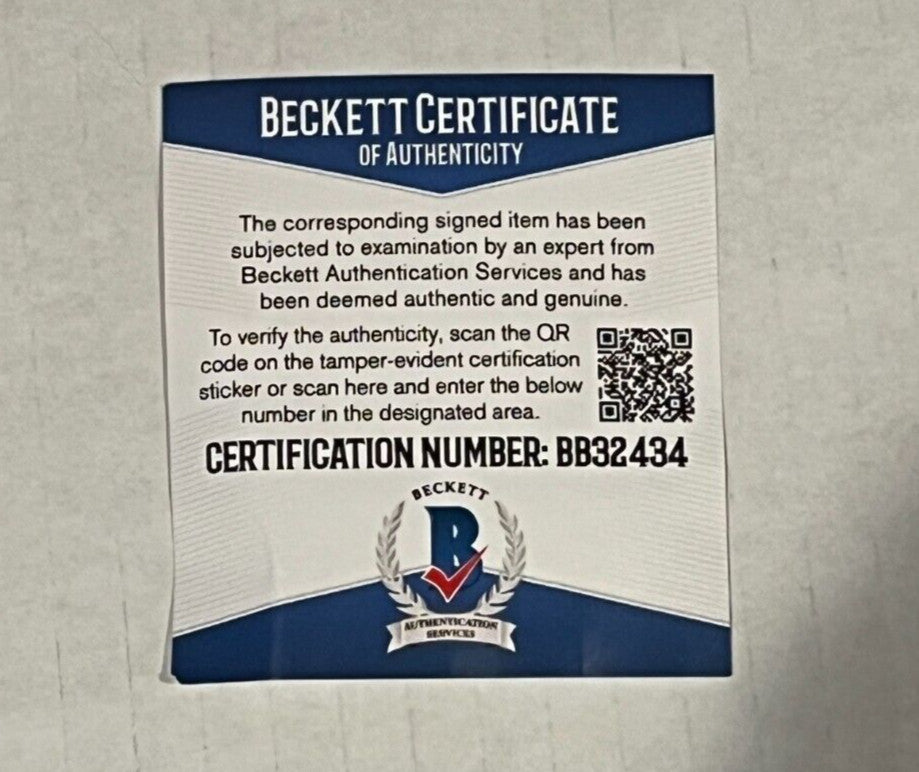 BECKETT CERTIFICATE
OF AUTHENTICITY
The corresponding signed item has been
subjected to examination by an expert from
Beckett Authentication Services and has
been deemed authentic and genuine.
To verify the authenticity, scan the QR
code on the tamper-evident certification
sticker or scan here and enter the below
number in the designated area.
CERTIFICATION NUMBER: BB32434
BECKETT
B
AUTHENTICATION
SERVICES